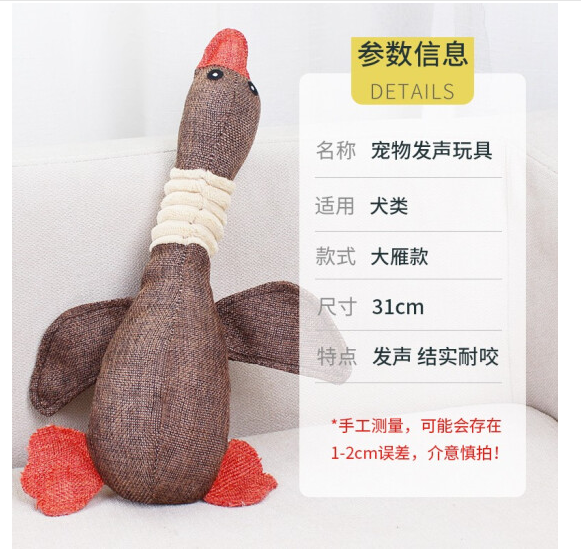 参数信息
DETAILS
名称 宠物发声玩具
适用 犬类
款式 大雁款
尺寸 31cm
特点 发声 结实耐咬
*手工测量，可能会存在
1-2cm误差，介意慎拍！